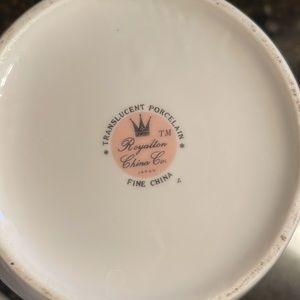 * TRANSLUCENT PORCELAIN *
TM
Royalton
China Co.
JAPAN
FINE CHINA